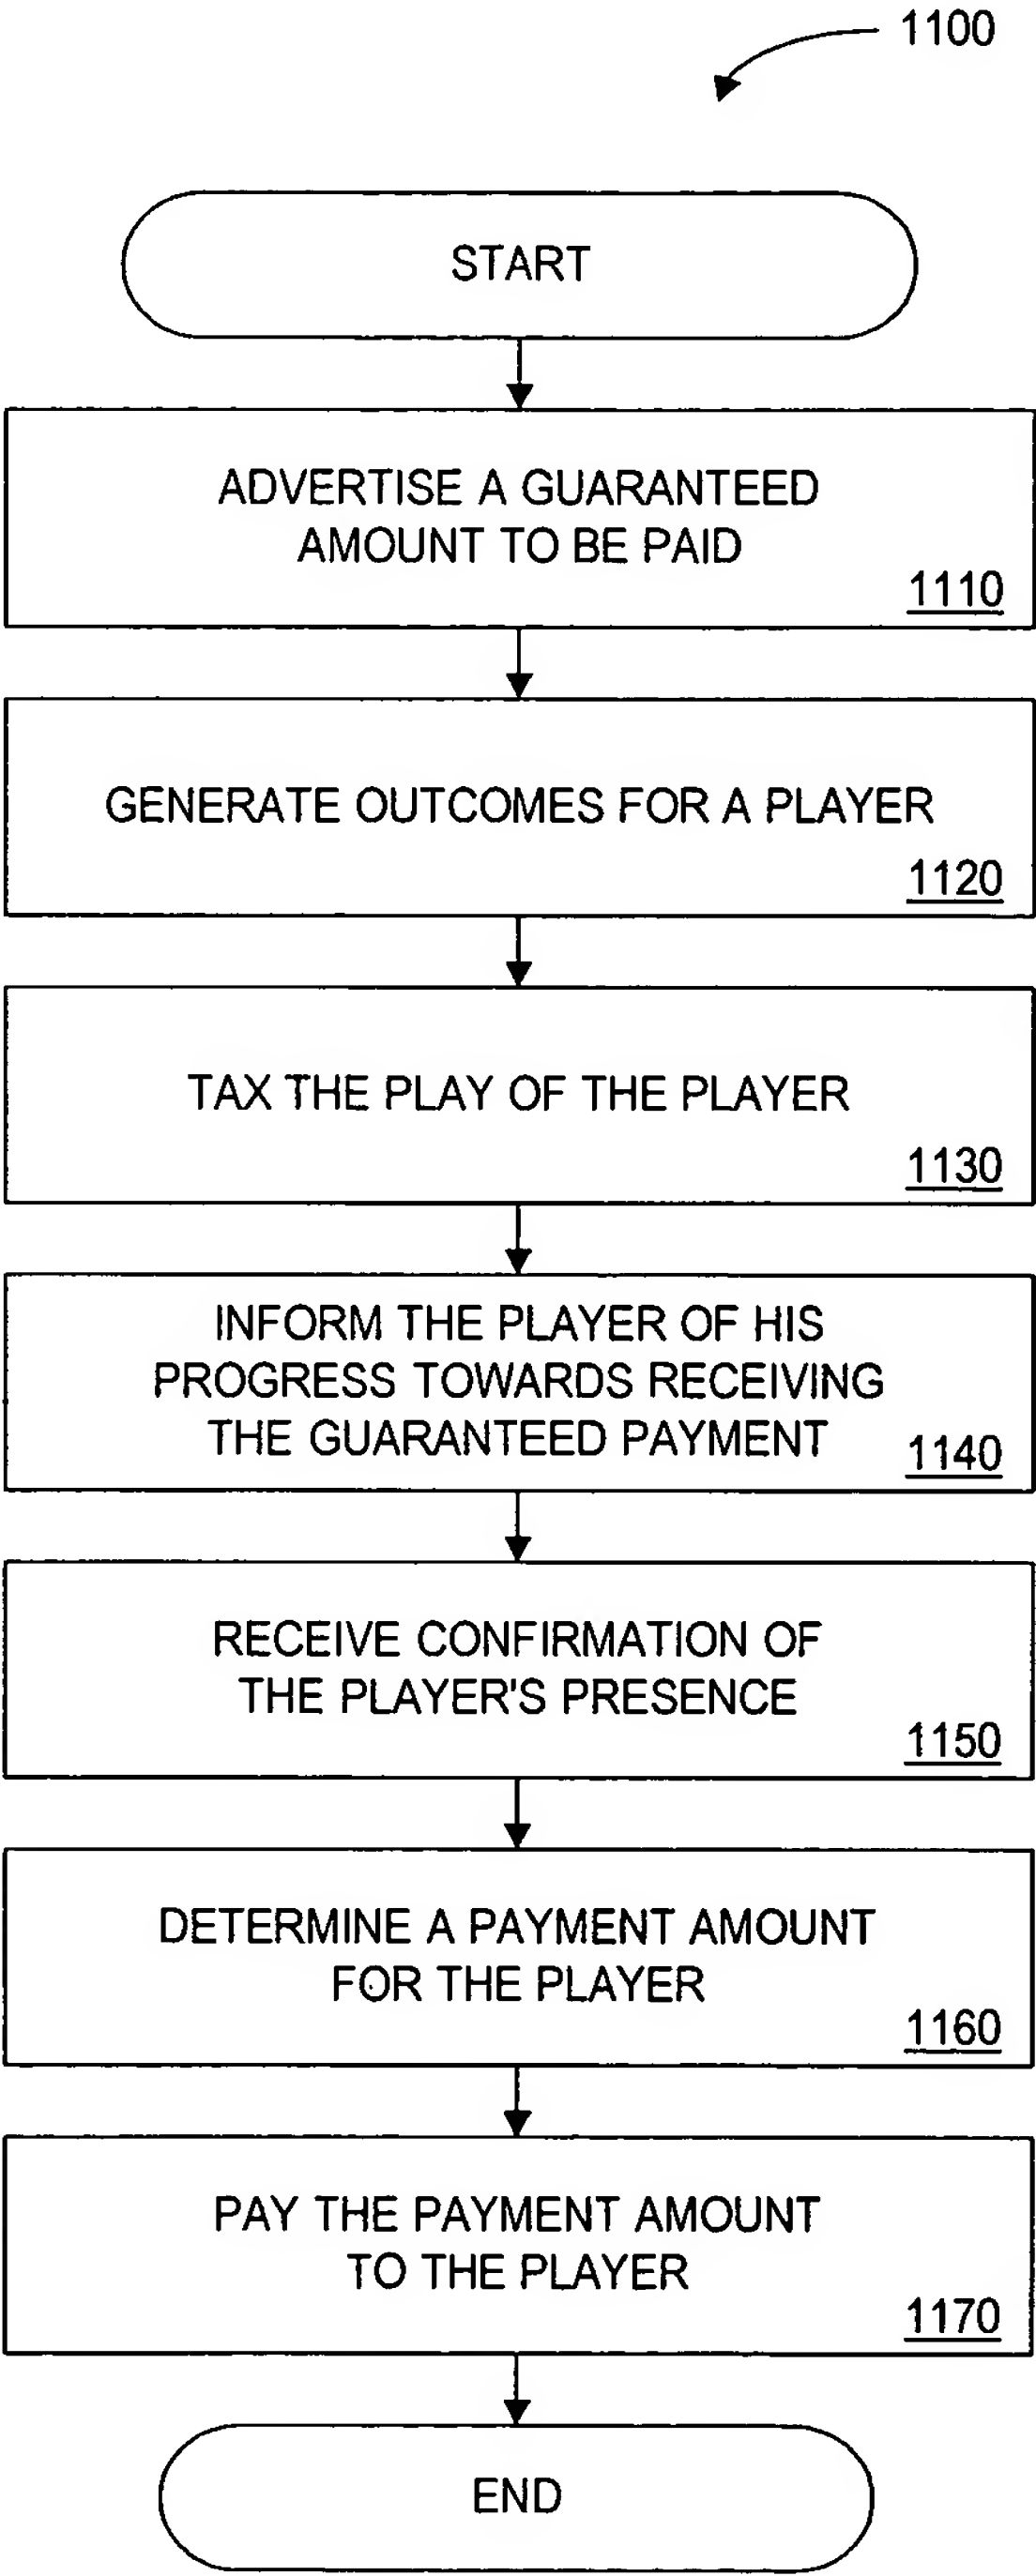 1100
START
ADVERTISE A GUARANTEED
AMOUNT TO BE PAID
1110
GENERATE OUTCOMES FOR A PLAYER
1120
TAX THE PLAY OF THE PLAYER
1130
INFORM THE PLAYER OF HIS
PROGRESS TOWARDS RECEIVING
THE GUARANTEED PAYMENT
1140
RECEIVE CONFIRMATION OF
THE PLAYER'S PRESENCE
1150
DETERMINE A PAYMENT AMOUNT
FOR THE PLAYER
1160
PAY THE PAYMENT AMOUNT
TO THE PLAYER
1170
END